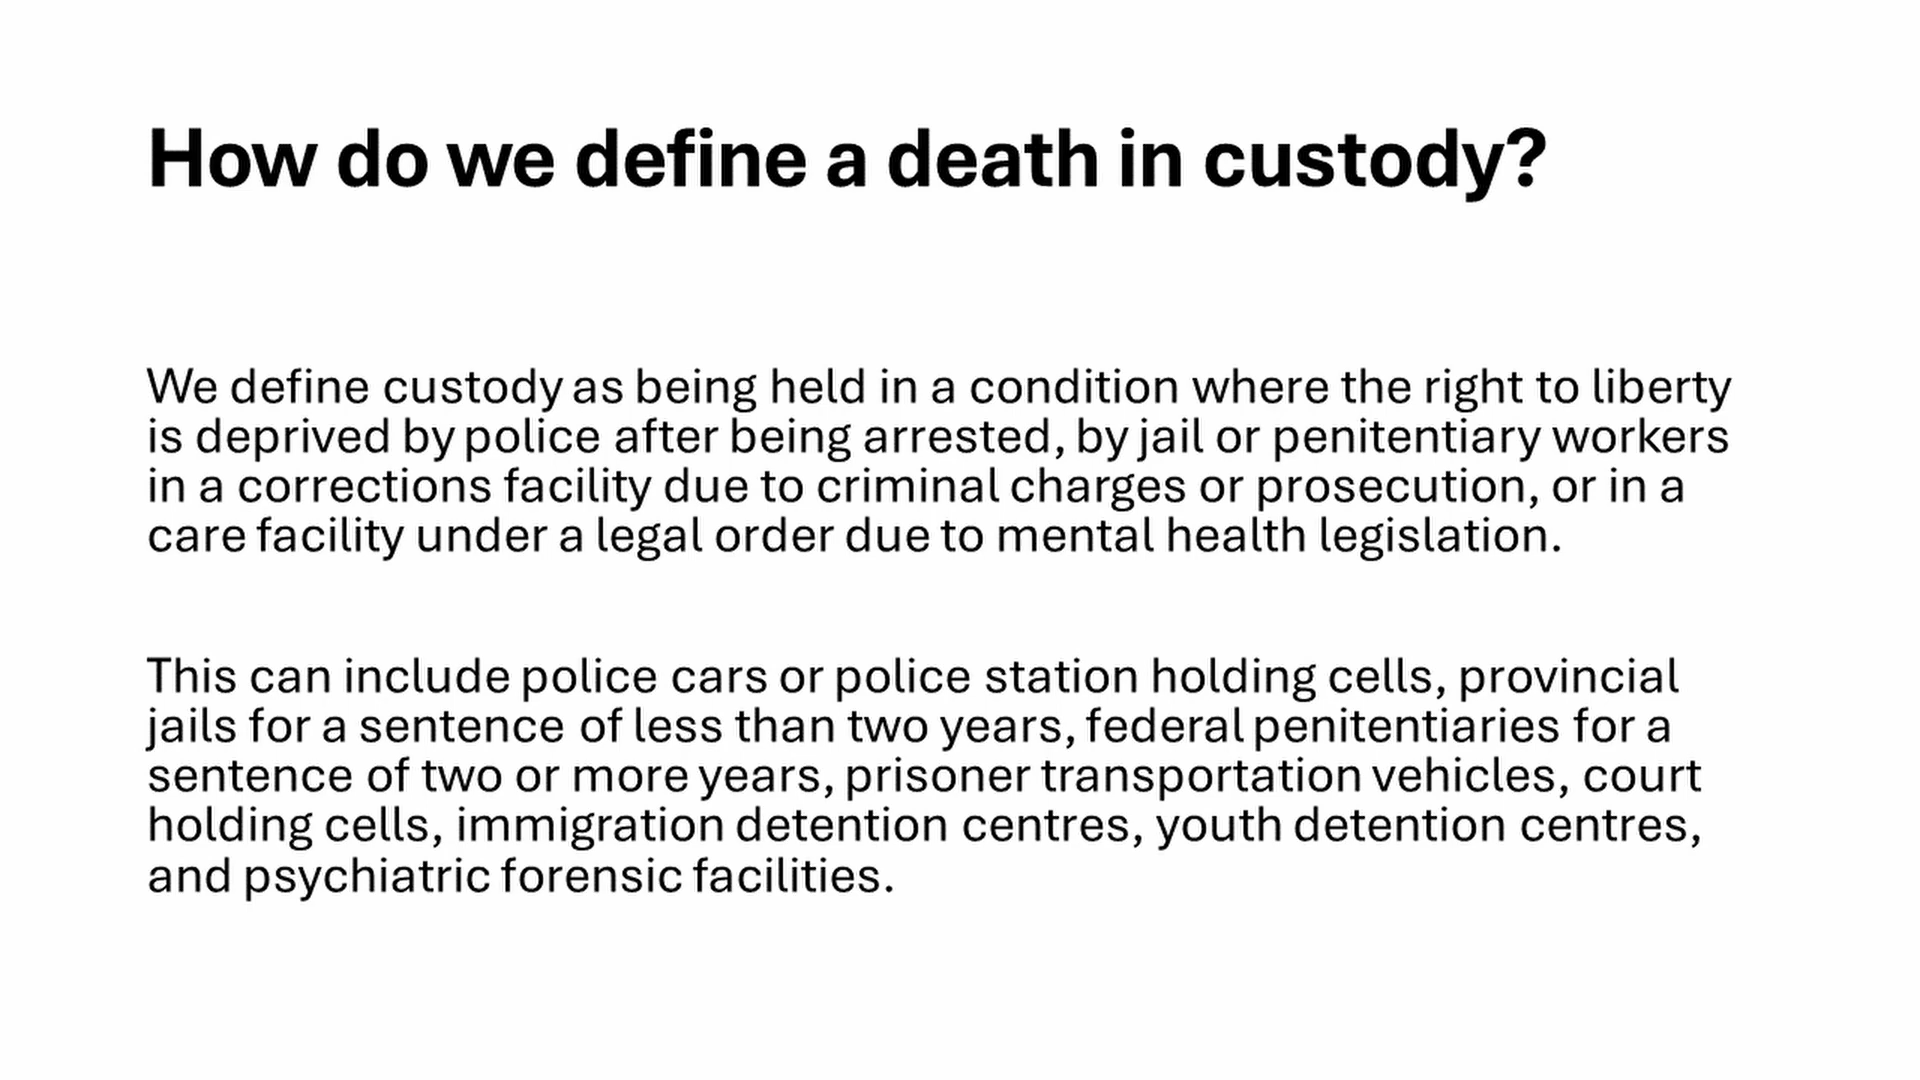 How do we define a death in custody?
We define custody as being held in a condition where the right to liberty
is deprived by police after being arrested, by jail or penitentiary workers
in a corrections facility due to criminal charges or prosecution, or in a
care facility under a legal order due to mental health legislation.
This can include police cars or police station holding cells, provincial
jails for a sentence of less than two years, federal penitentiaries for a
sentence of two or more years, prisoner transportation vehicles, court
holding cells, immigration detention centres, youth detention centres,
and psychiatric forensic facilities.